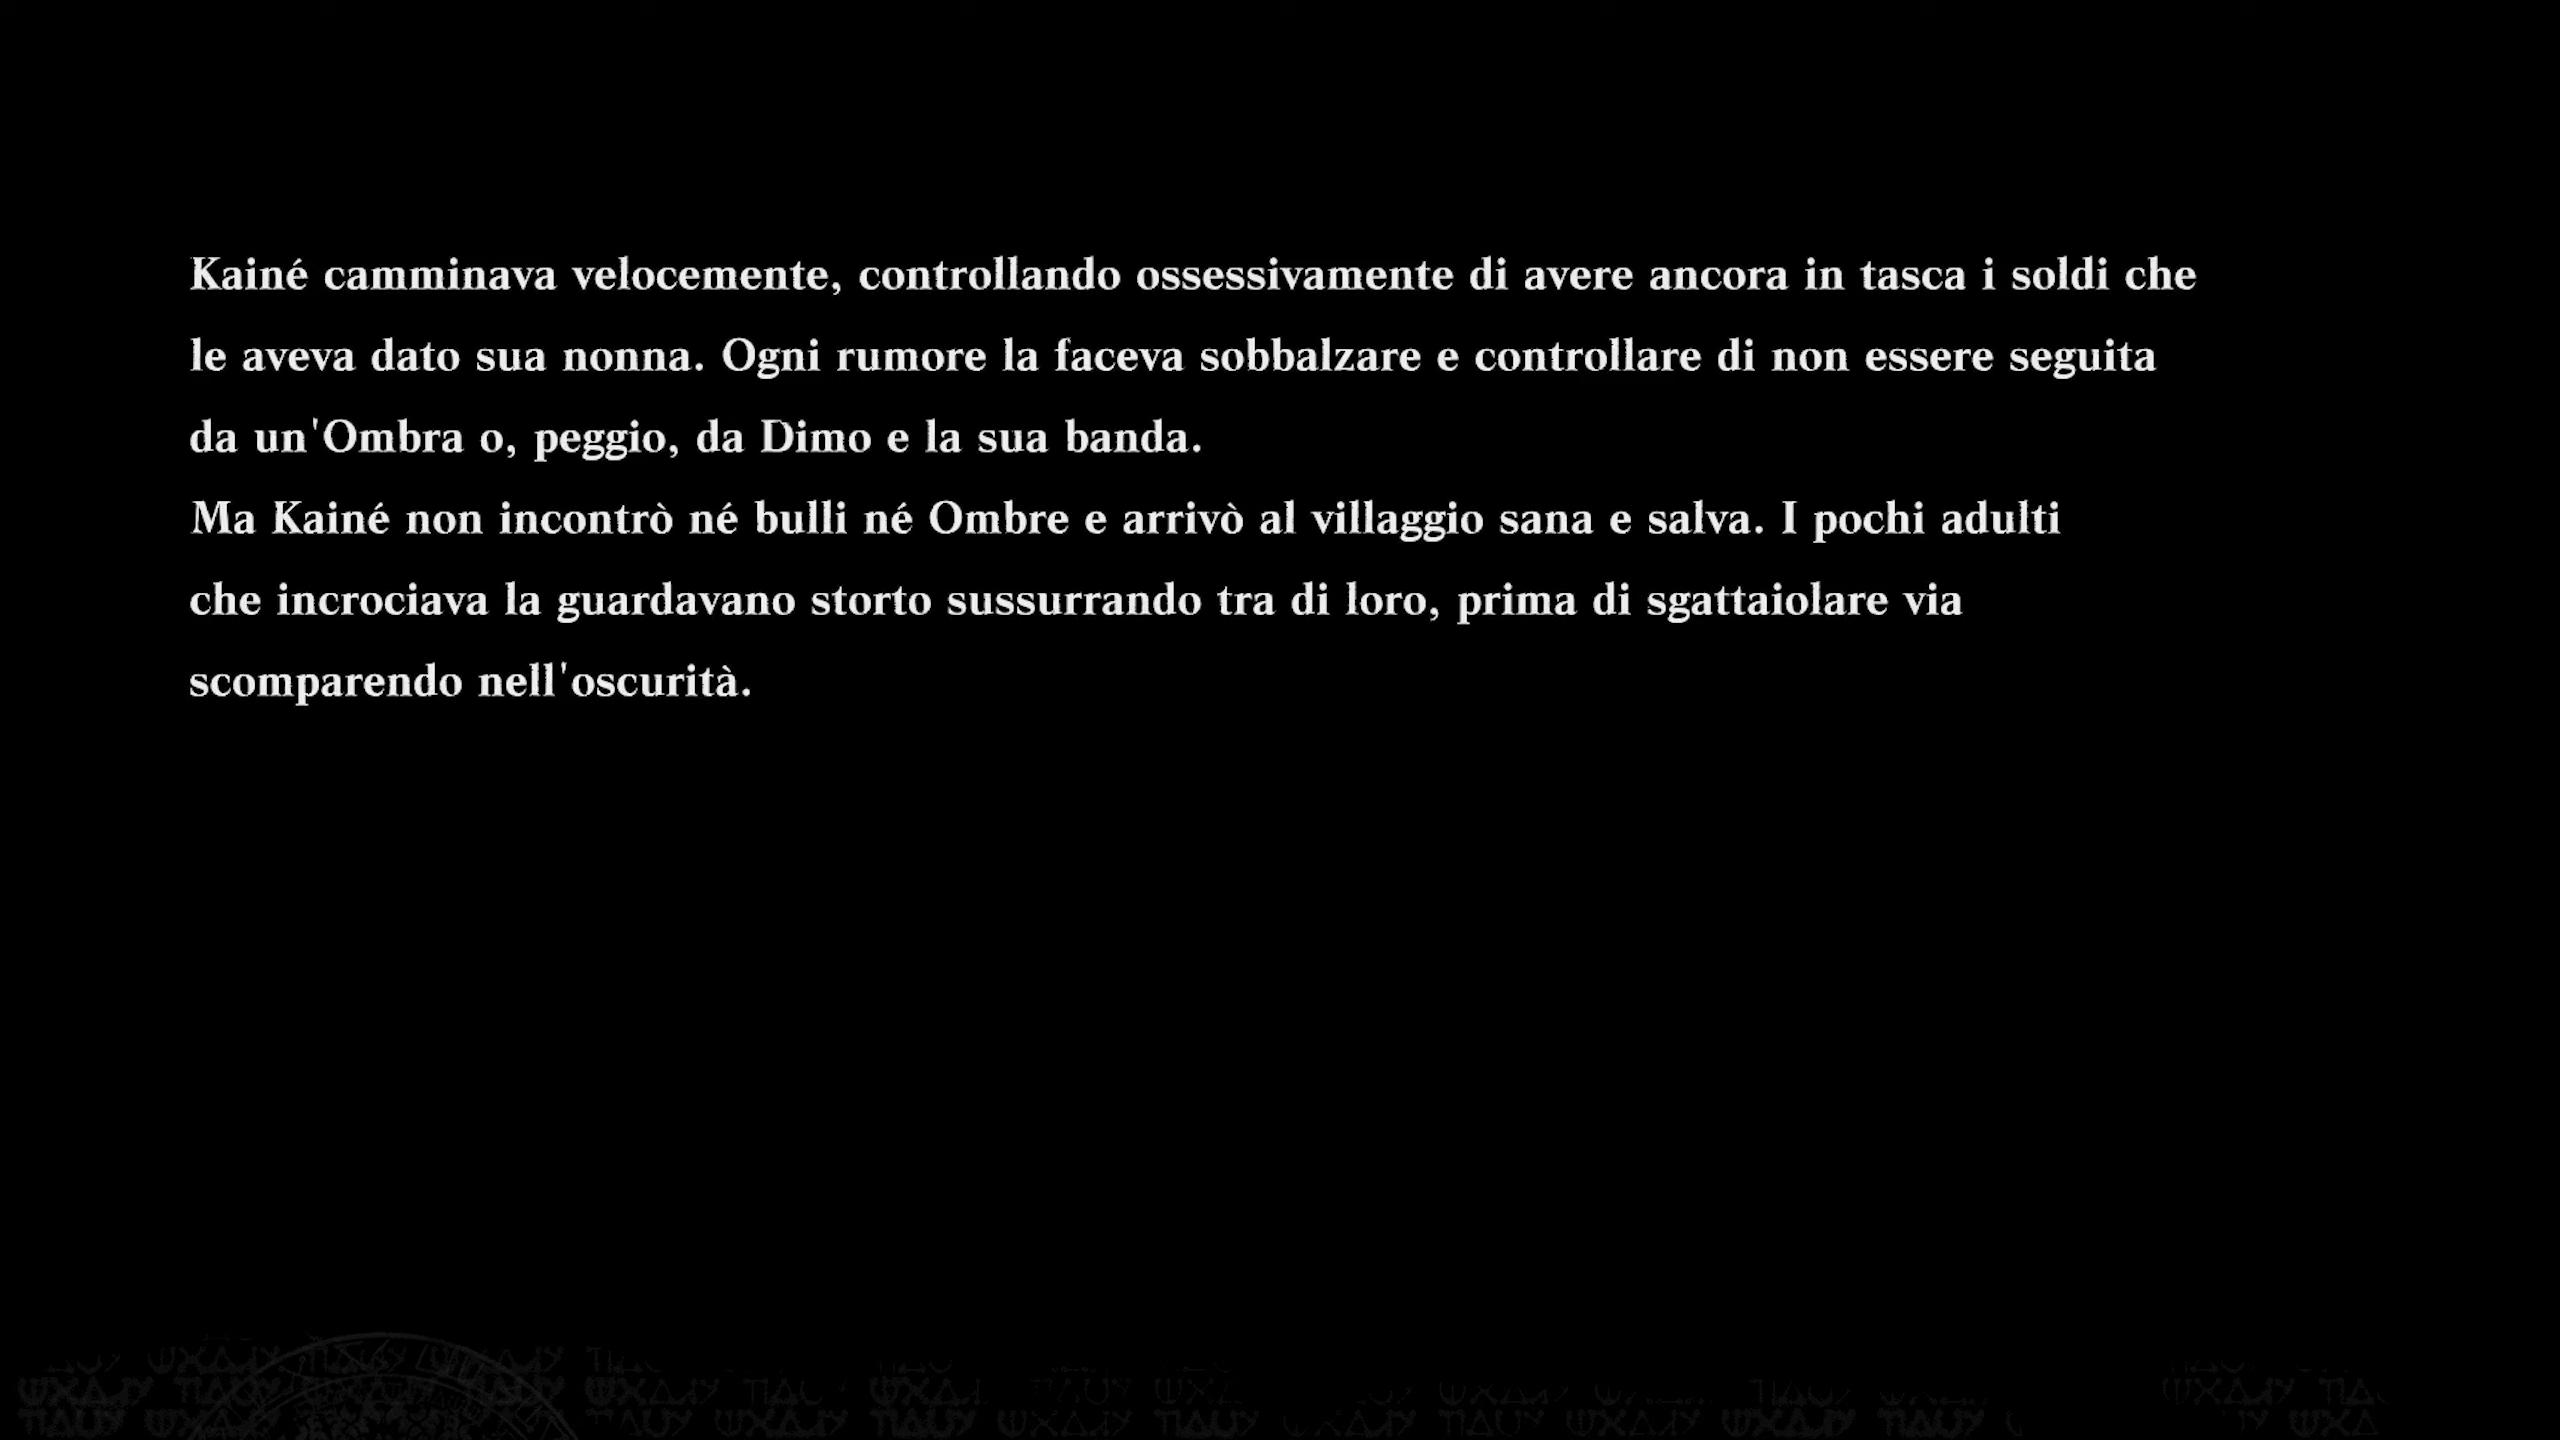 Kainé camminava velocemente, controllando ossessivamente di avere ancora in tasca i soldi che
le aveva dato sua nonna. Ogni rumore la faceva sobbalzare e controllare di non essere seguita
da un'Ombra o, peggio, da Dimo e la sua banda.
Ma Kainé non incontrò né bulli né Ombre e arrivò al villaggio sana e salva. I pochi adulti
che incrociava la guardavano storto sussurrando tra di loro, prima di sgattaiolare via
scomparendo nell'oscurità.